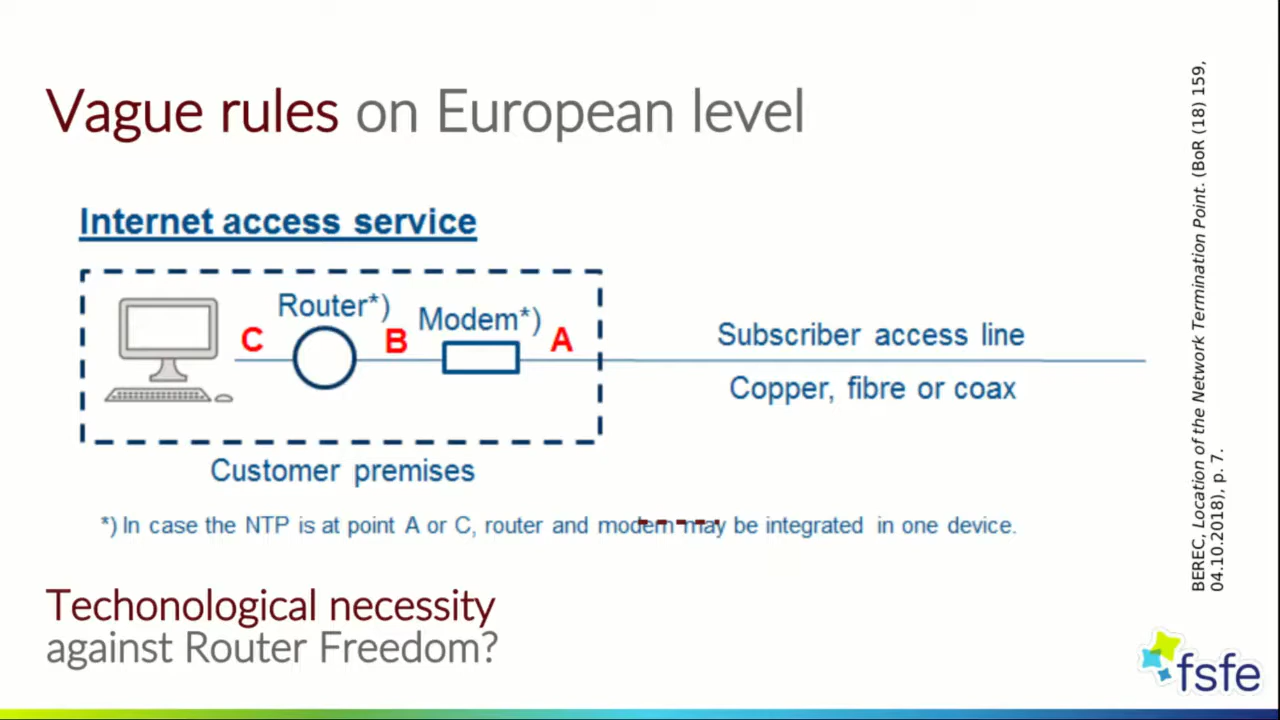 Vague rules on European level
Internet access service
Router*)
Modem*)
C
B
A
Subscriber access line
Copper, fibre or coax
Customer premises
*) In case the NTP is at point A or C, router and modem may be integrated in one device.
Techonological necessity
against Router Freedom?
BEREC, Location of the Network Termination Point. (BoR (18) 159,
04.10.2018), p. 7.
fsfe